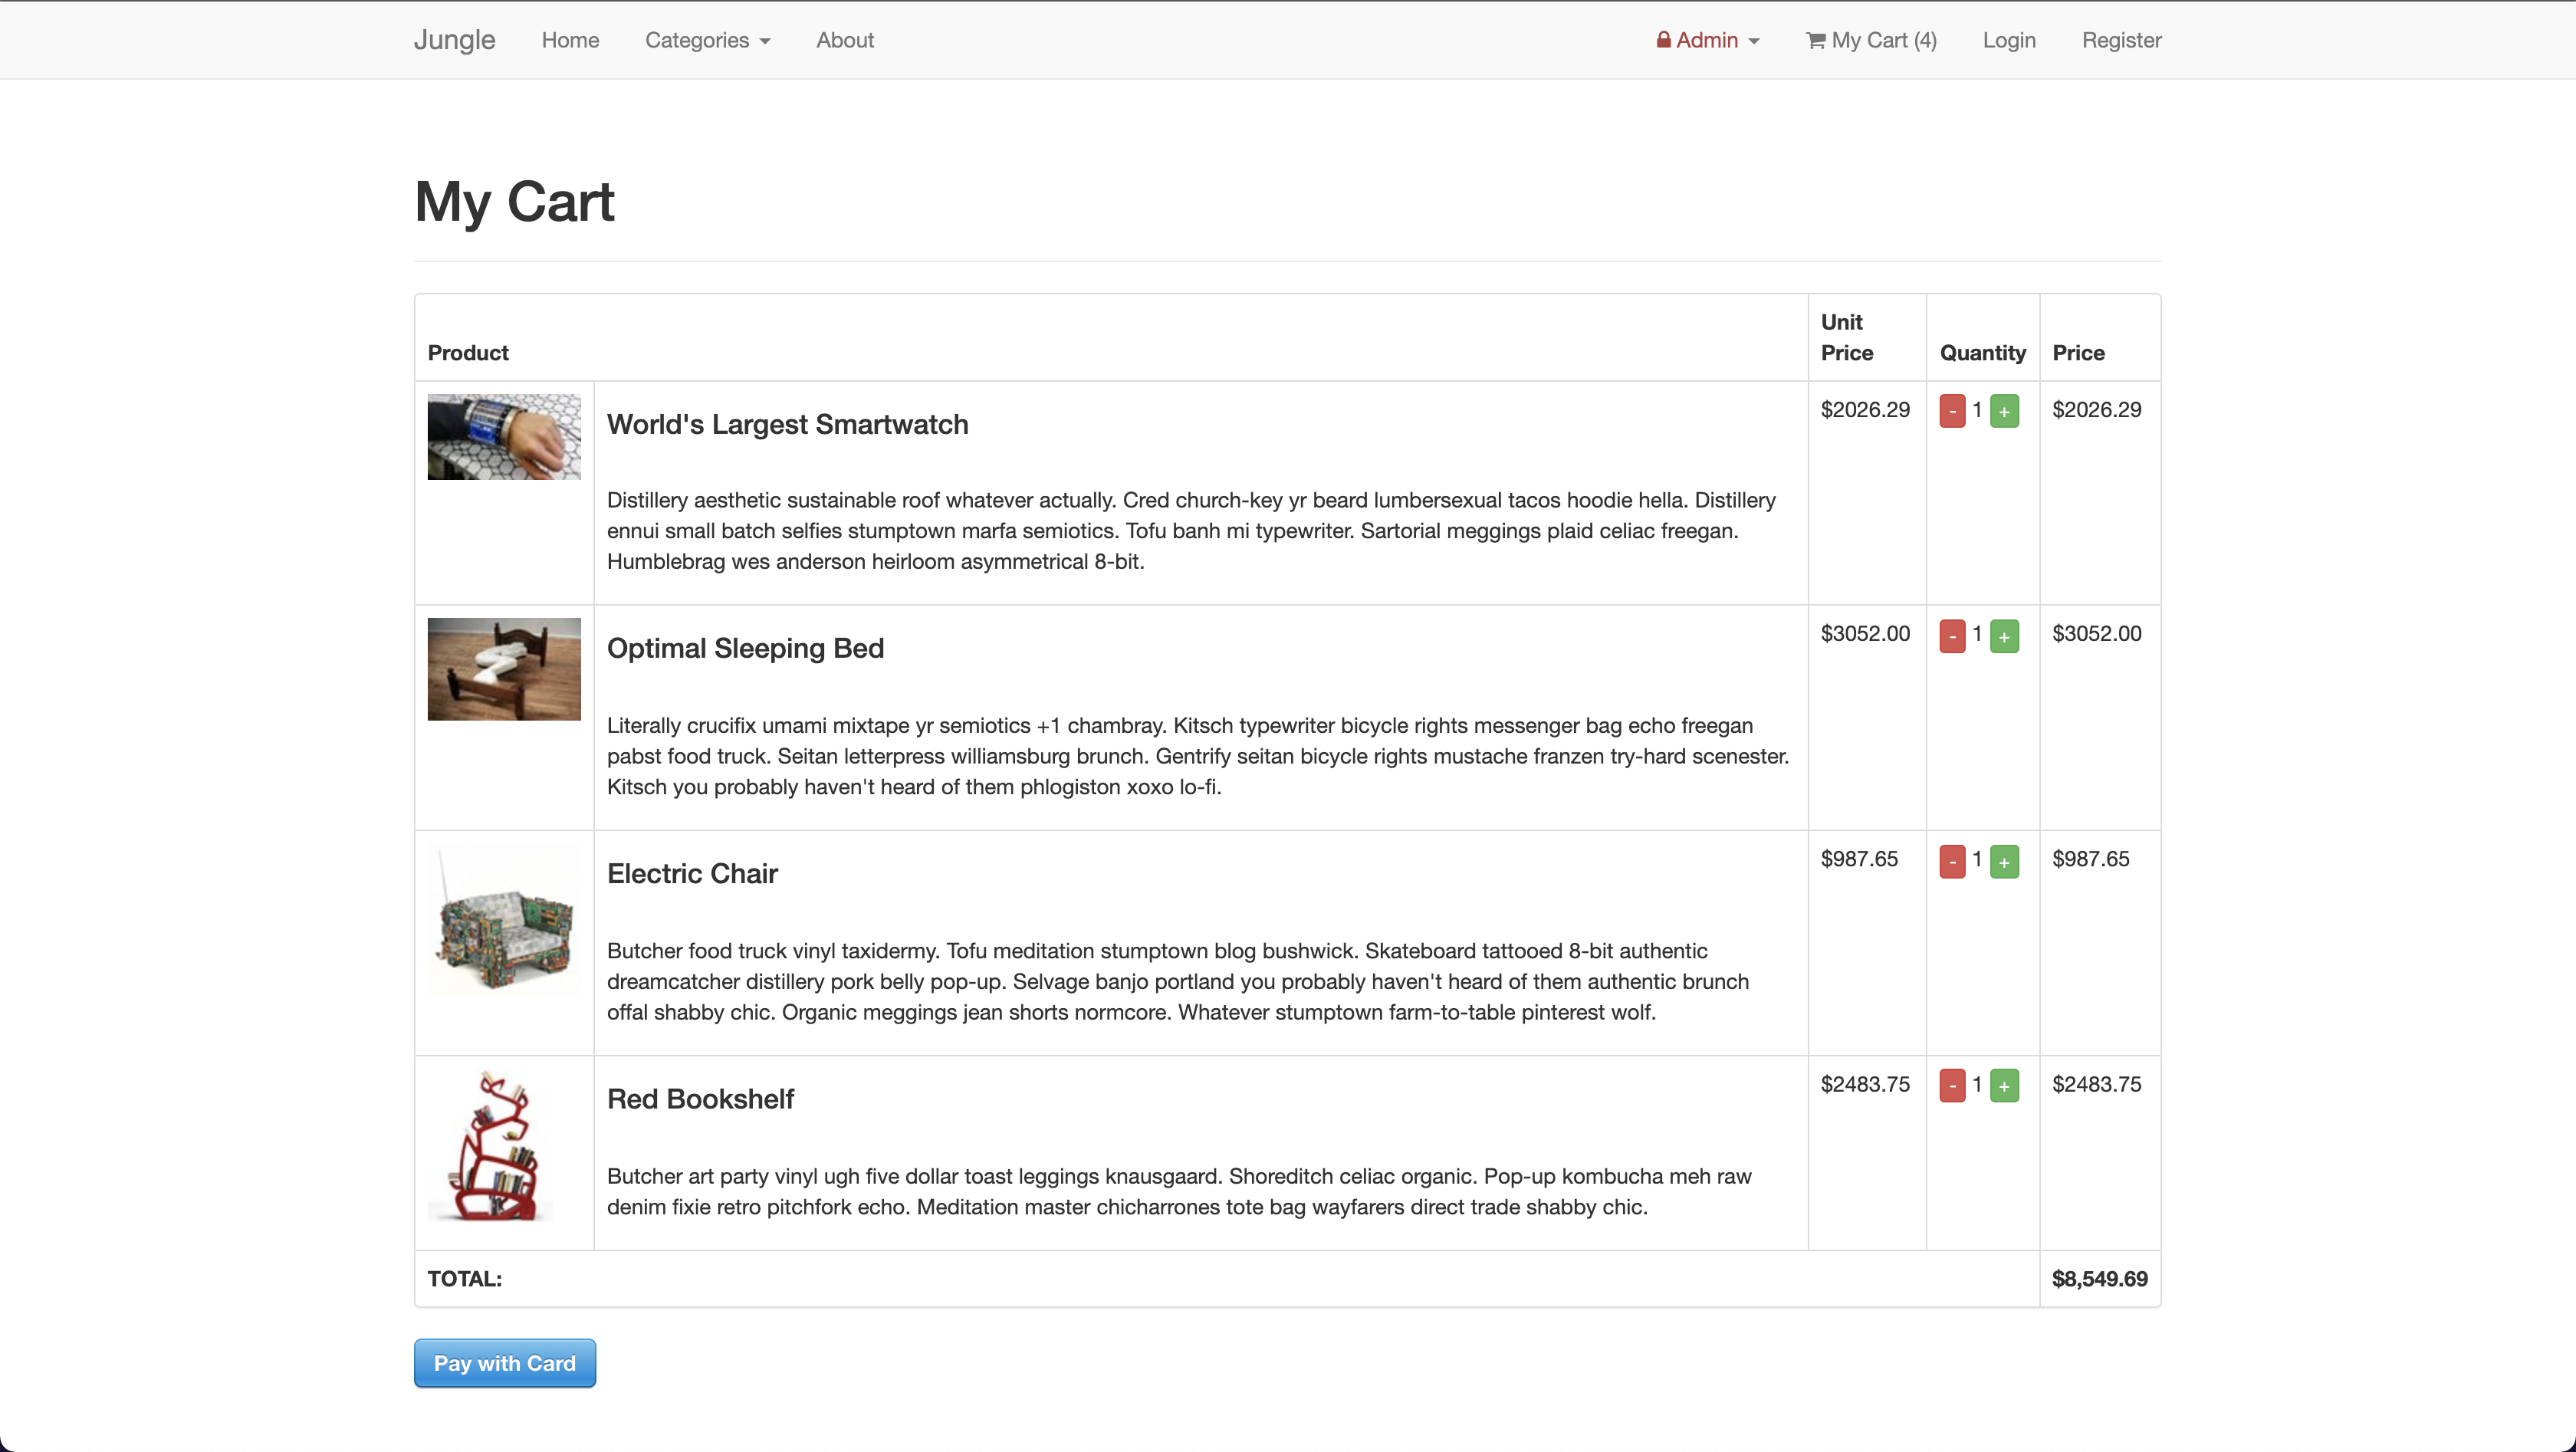 Jungle Home Categories About Admin My Cart (4) Login Register
My Cart
Product Unit Price Quantity Price
World's Largest Smartwatch $2026.29 - 1 + $2026.29
Distillery aesthetic sustainable roof whatever actually. Cred church-key yr beard lumbersexual tacos hoodie hella. Distillery
ennui small batch selfies stumptown marfa semiotics. Tofu banh mi typewriter. Sartorial meggings plaid celiac freegan.
Humblebrag wes anderson heirloom asymmetrical 8-bit.
Optimal Sleeping Bed $3052.00 - 1 + $3052.00
Literally crucifix umami mixtape yr semiotics +1 chambray. Kitsch typewriter bicycle rights messenger bag echo freegan
pabst food truck. Seitan letterpress williamsburg brunch. Gentrify seitan bicycle rights mustache franzen try-hard scenester.
Kitsch you probably haven't heard of them phlogiston xoxo lo-fi.
Electric Chair $987.65 - 1 + $987.65
Butcher food truck vinyl taxidermy. Tofu meditation stumptown blog bushwick. Skateboard tattooed 8-bit authentic
dreamcatcher distillery pork belly pop-up. Selvage banjo portland you probably haven't heard of them authentic brunch
offal shabby chic. Organic meggings jean shorts normcore. Whatever stumptown farm-to-table pinterest wolf.
Red Bookshelf $2483.75 - 1 + $2483.75
Butcher art party vinyl ugh five dollar toast leggings knausgaard. Shoreditch celiac organic. Pop-up kombucha meh raw
denim fixie retro pitchfork echo. Meditation master chicharrones tote bag wayfarers direct trade shabby chic.
TOTAL: $8,549.69
Pay with Card